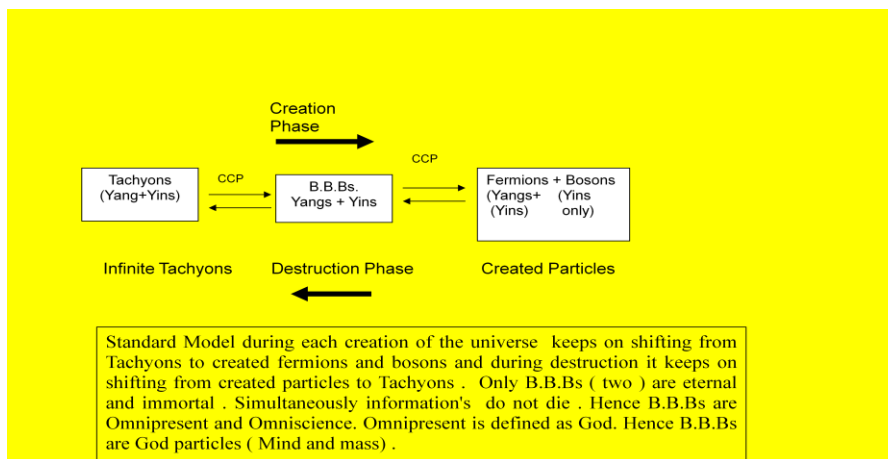 Creation
Phase
CCP
CCP
Tachyons
(Yang+Yins)
B.B.Bs.
Yangs + Yins
Fermions + Bosons
(Yangs+ (Yins
(Yins) only)
Infinite Tachyons
Destruction Phase
Created Particles
Standard Model during each creation of the universe keeps on shifting from
Tachyons to created fermions and bosons and during destruction it keeps on
shifting from created particles to Tachyons . Only B.B.Bs ( two ) are eternal
and immortal . Simultaneously information's do not die . Hence B.B.Bs are
Omnipresent and Omniscience. Omnipresent is defined as God. Hence B.B.Bs
are God particles ( Mind and mass) .